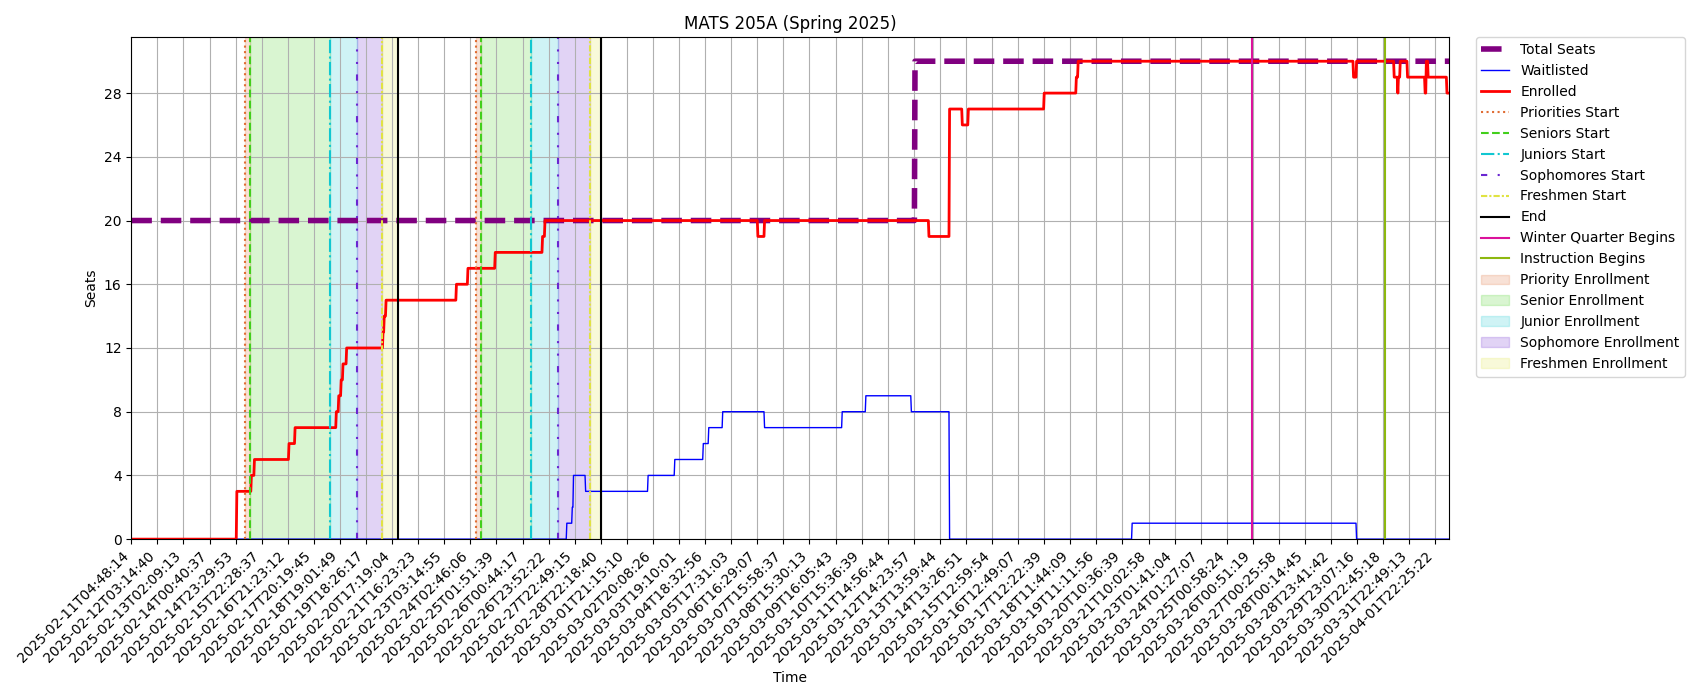 MATS 205A (Spring 2025)
Seats
28
24
20
16
12
8
4
0
2025-02-11T04:48:14
2025-02-12T03:14:40
2025-02-13T02:09:13
2025-02-14T00:40:37
2025-02-14T23:29:53
2025-02-15T22:28:37
2025-02-16T21:23:12
2025-02-17T20:19:45
2025-02-18T19:01:49
2025-02-19T18:26:17
2025-02-20T17:19:04
2025-02-21T16:23:23
2025-02-23T03:14:55
2025-02-24T02:46:06
2025-02-25T01:51:39
2025-02-26T00:44:17
2025-02-26T23:52:22
2025-02-27T22:49:15
2025-02-28T22:18:40
2025-03-01T21:15:10
2025-03-02T20:08:26
2025-03-03T19:10:01
2025-03-04T18:32:56
2025-03-05T17:31:03
2025-03-06T16:29:07
2025-03-07T15:58:37
2025-03-08T15:30:13
2025-03-09T16:05:43
2025-03-10T15:36:39
2025-03-11T14:56:44
2025-03-12T14:23:57
2025-03-13T13:59:44
2025-03-14T13:26:51
2025-03-15T12:59:54
2025-03-16T12:49:07
2025-03-17T12:22:39
2025-03-18T11:44:09
2025-03-19T11:11:56
2025-03-20T10:36:39
2025-03-21T10:02:58
2025-03-23T01:41:04
2025-03-24T01:27:07
2025-03-25T00:58:24
2025-03-26T00:51:19
2025-03-27T00:25:58
2025-03-28T00:14:45
2025-03-28T23:41:42
2025-03-29T23:07:16
2025-03-30T22:45:18
2025-03-31T22:49:13
2025-04-01T22:25:22
Time
Total Seats
Waitlisted
Enrolled
Priorities Start
Seniors Start
Juniors Start
Sophomores Start
Freshmen Start
End
Winter Quarter Begins
Instruction Begins
Priority Enrollment
Senior Enrollment
Junior Enrollment
Sophomore Enrollment
Freshmen Enrollment